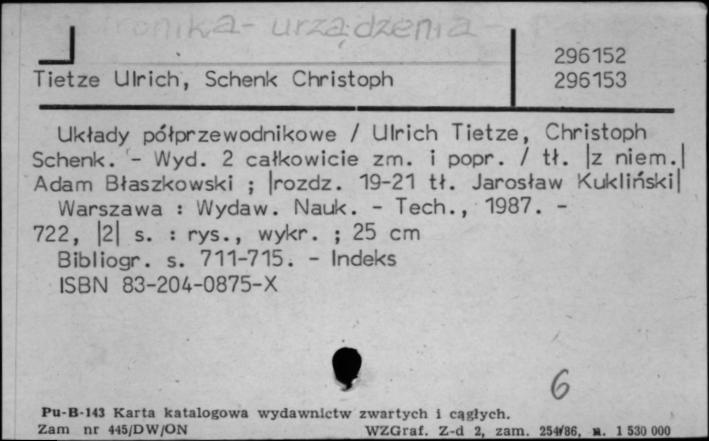 urządzenia -
296152
Tietze Ulrich, Schenk Christoph 296153
Układy półprzewodnikowe / Ulrich Tietze, Christoph
Schenk. - Wyd. 2 całkowicie zm. i popr. / tł. |z niem.|
Adam Błaszkowski ; |rozdz. 19-21 tł. Jarosław Kukliński|
Warszawa : Wydaw. Nauk. - Tech., 1987. -
722, |2| s. : rys., wykr. ; 25 cm
Bibliogr. s. 711-715. - Indeks
ISBN 83-204-0875-X
6
Pu-B-143 Karta katalogowa wydawnictw zwartych i ciągłych.
Zam nr 445/DW/ON WZGraf. Z-d 2, zam. 254/86, n. 1 530 000